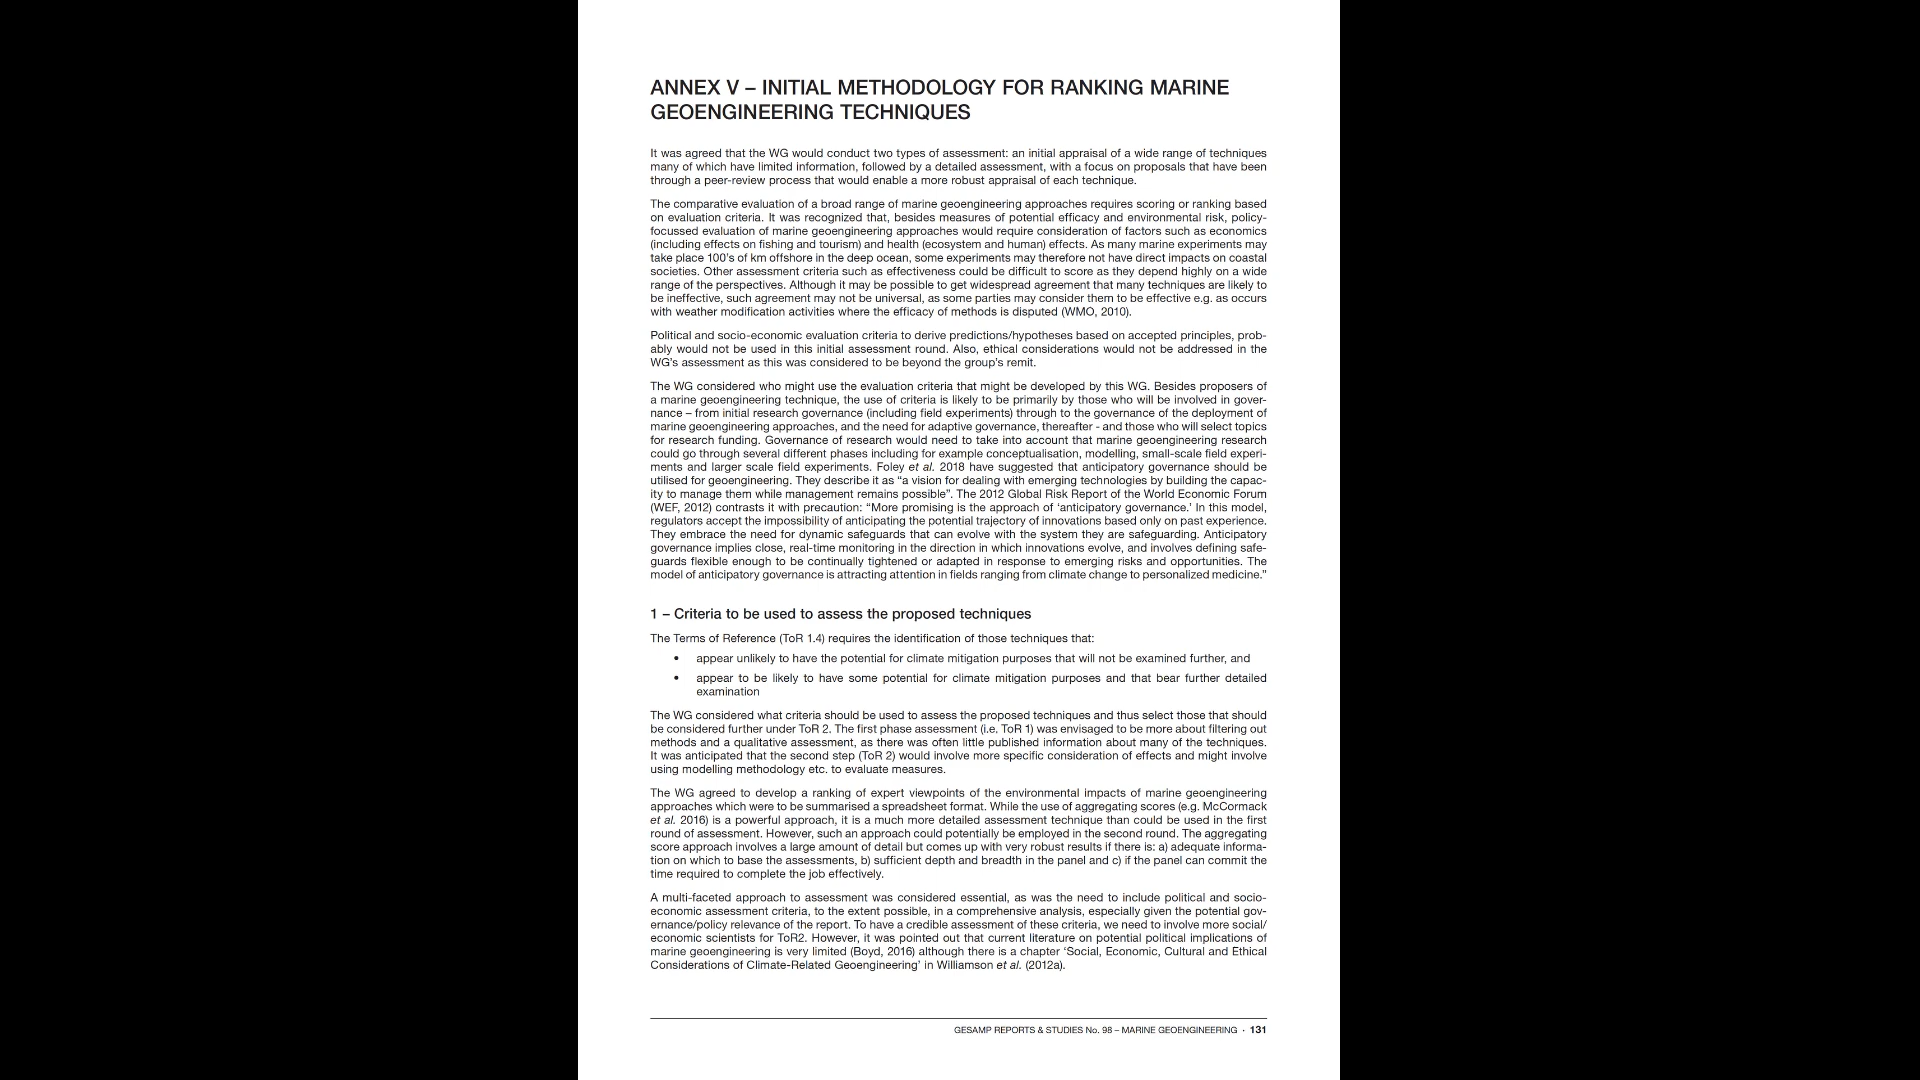 ANNEX V – INITIAL METHODOLOGY FOR RANKING MARINE
GEOENGINEERING TECHNIQUES
It was agreed that the WG would conduct two types of assessment: an initial appraisal of a wide range of techniques
many of which have limited information, followed by a detailed assessment, with a focus on proposals that have been
through a peer-review process that would enable a more robust appraisal of each technique.
The comparative evaluation of a broad range of marine geoengineering approaches requires scoring or ranking based
on evaluation criteria. It was recognized that, besides measures of potential efficacy and environmental risk, policy-
focussed evaluation of marine geoengineering approaches would require consideration of factors such as economics
(including effects on fishing and tourism) and health (ecosystem and human) effects. As many marine experiments may
take place 100's of km offshore in the deep ocean, some experiments may therefore not have direct impacts on coastal
societies. Other assessment criteria such as effectiveness could be difficult to score as they depend highly on a wide
range of the perspectives. Although it may be possible to get widespread agreement that many techniques are likely to
be ineffective, such agreement may not be universal, as some parties may consider them to be effective e.g. as occurs
with weather modification activities where the efficacy of methods is disputed (WMO, 2010).
Political and socio-economic evaluation criteria to derive predictions/hypotheses based on accepted principles, prob-
ably would not be used in this initial assessment round. Also, ethical considerations would not be addressed in the
WG's assessment as this was considered to be beyond the group's remit.
The WG considered who might use the evaluation criteria that might be developed by this WG. Besides proposers of
a marine geoengineering technique, the use of criteria is likely to be primarily by those who will be involved in gover-
nance – from initial research governance (including field experiments) through to the governance of the deployment of
marine geoengineering approaches, and the need for adaptive governance, thereafter - and those who will select topics
for research funding. Governance of research would need to take into account that marine geoengineering research
could go through several different phases including for example conceptualisation, modelling, small-scale field experi-
ments and larger scale field experiments. Foley et al. 2018 have suggested that anticipatory governance should be
utilised for geoengineering. They describe it as “a vision for dealing with emerging technologies by building the capac-
ity to manage them while management remains possible”. The 2012 Global Risk Report of the World Economic Forum
(WEF, 2012) contrasts it with precaution: “More promising is the approach of ‘anticipatory governance.’ In this model,
regulators accept the impossibility of anticipating the potential trajectory of innovations based only on past experience.
They embrace the need for dynamic safeguards that can evolve with the system they are safeguarding. Anticipatory
governance implies close, real-time monitoring in the direction in which innovations evolve, and involves defining safe-
guards flexible enough to be continually tightened or adapted in response to emerging risks and opportunities. The
model of anticipatory governance is attracting attention in fields ranging from climate change to personalized medicine.”
1 – Criteria to be used to assess the proposed techniques
The Terms of Reference (ToR 1.4) requires the identification of those techniques that:
• appear unlikely to have the potential for climate mitigation purposes that will not be examined further, and
• appear to be likely to have some potential for climate mitigation purposes and that bear further detailed
examination
The WG considered what criteria should be used to assess the proposed techniques and thus select those that should
be considered further under ToR 2. The first phase assessment (i.e. ToR 1) was envisaged to be more about filtering out
methods and a qualitative assessment, as there was often little published information about many of the techniques.
It was anticipated that the second step (ToR 2) would involve more specific consideration of effects and might involve
using modelling methodology etc. to evaluate measures.
The WG agreed to develop a ranking of expert viewpoints of the environmental impacts of marine geoengineering
approaches which were to be summarised a spreadsheet format. While the use of aggregating scores (e.g. McCormack
et al. 2016) is a powerful approach, it is a much more detailed assessment technique than could be used in the first
round of assessment. However, such an approach could potentially be employed in the second round. The aggregating
score approach involves a large amount of detail but comes up with very robust results if there is: a) adequate informa-
tion on which to base the assessments, b) sufficient depth and breadth in the panel and c) if the panel can commit the
time required to complete the job effectively.
A multi-faceted approach to assessment was considered essential, as was the need to include political and socio-
economic assessment criteria, to the extent possible, in a comprehensive analysis, especially given the potential gov-
ernance/policy relevance of the report. To have a credible assessment of these criteria, we need to involve more social/
economic scientists for ToR2. However, it was pointed out that current literature on potential political implications of
marine geoengineering is very limited (Boyd, 2016) although there is a chapter ‘Social, Economic, Cultural and Ethical
Considerations of Climate-Related Geoengineering’ in Williamson et al. (2012a).
GESAMP REPORTS & STUDIES No. 98 – MARINE GEOENGINEERING · 131